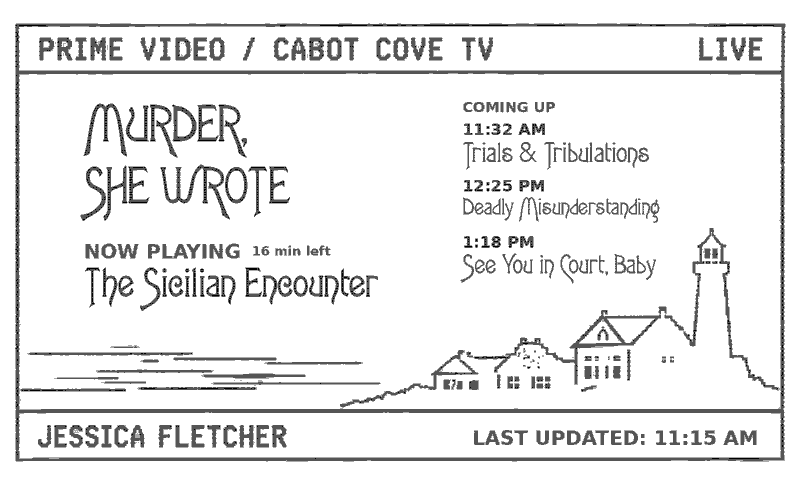 PRIME VIDEO / CABOT COVE TV
LIVE
MURDER,
SHE WROTE
NOW PLAYING 16 min left
The Sicilian Encounter
COMING UP
11:32 AM
Trials & Tribulations
12:25 PM
Deadly Misunderstanding
1:18 PM
See You in Court, Baby
JESSICA FLETCHER
LAST UPDATED: 11:15 AM